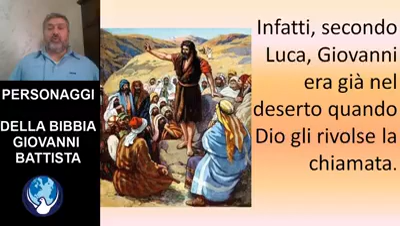 PERSONAGGI
DELLA BIBBIA
GIOVANNI
BATTISTA
Infatti, secondo
Luca, Giovanni
era già nel
deserto quando
Dio gli rivolse la
chiamata.